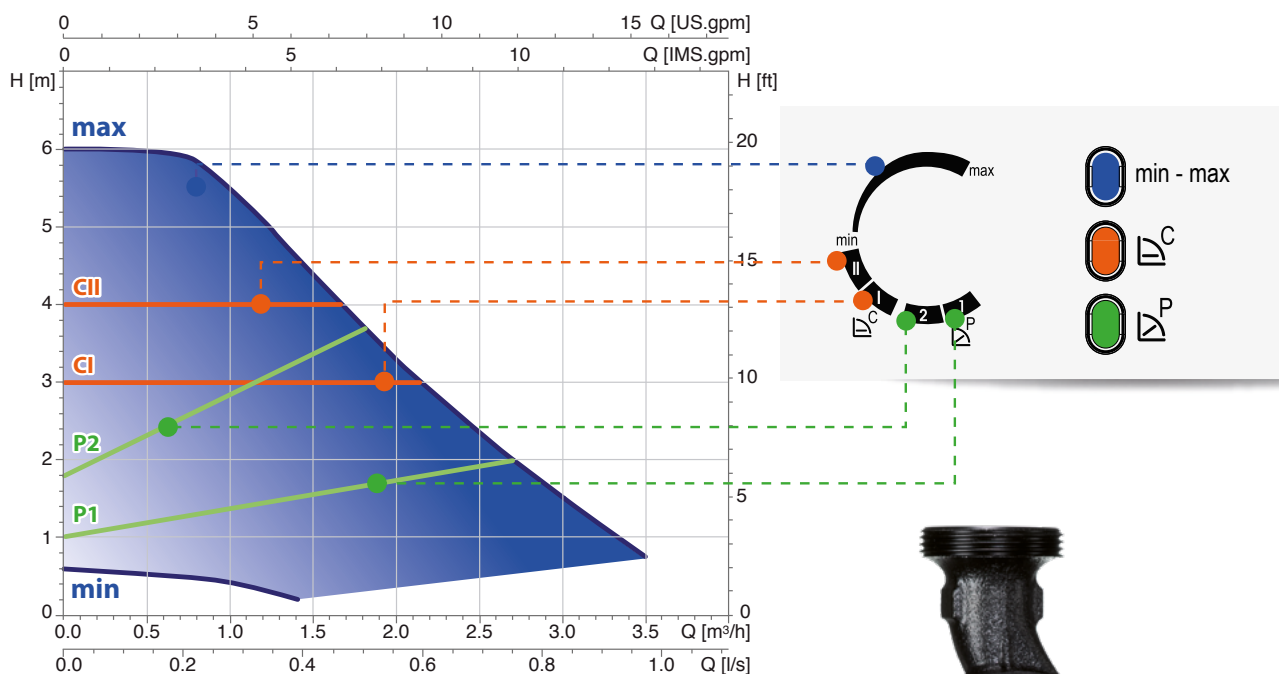 0 5 10 15 Q [US.gpm]
0 5 10 Q [IMS.gpm]
H [m] H [ft]
max
6
5
4
3
2
1
0
CII
CI
P2
P1
min
20
15
10
5
0
0.0 0.5 1.0 1.5 2.0 2.5 3.0 3.5 Q [m³/h]
0.0 0.2 0.4 0.6 0.8 1.0 Q [l/s]
max
min
II
I
2
1
C
P
min - max
C
P